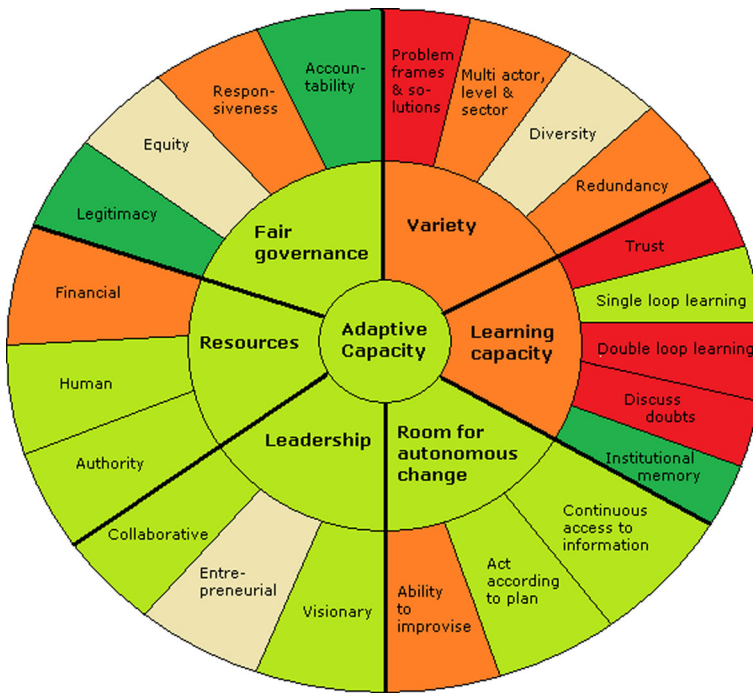 Problem
frames
& so-
lutions
Multi actor,
level &
sector
Diversity
Redundancy
Trust
Single loop learning
Double loop learning
Discuss
doubts
Institutional
memory
Continuous
access to
information
Act
according
to plan
Ability
to
improvise
Visionary
Entre-
preneurial
Collaborative
Authority
Human
Financial
Legitimacy
Equity
Respon-
siveness
Accoun-
tability
Fair
governance
Variety
Learning
capacity
Room for
autonomous
change
Leadership
Resources
Adaptive
Capacity